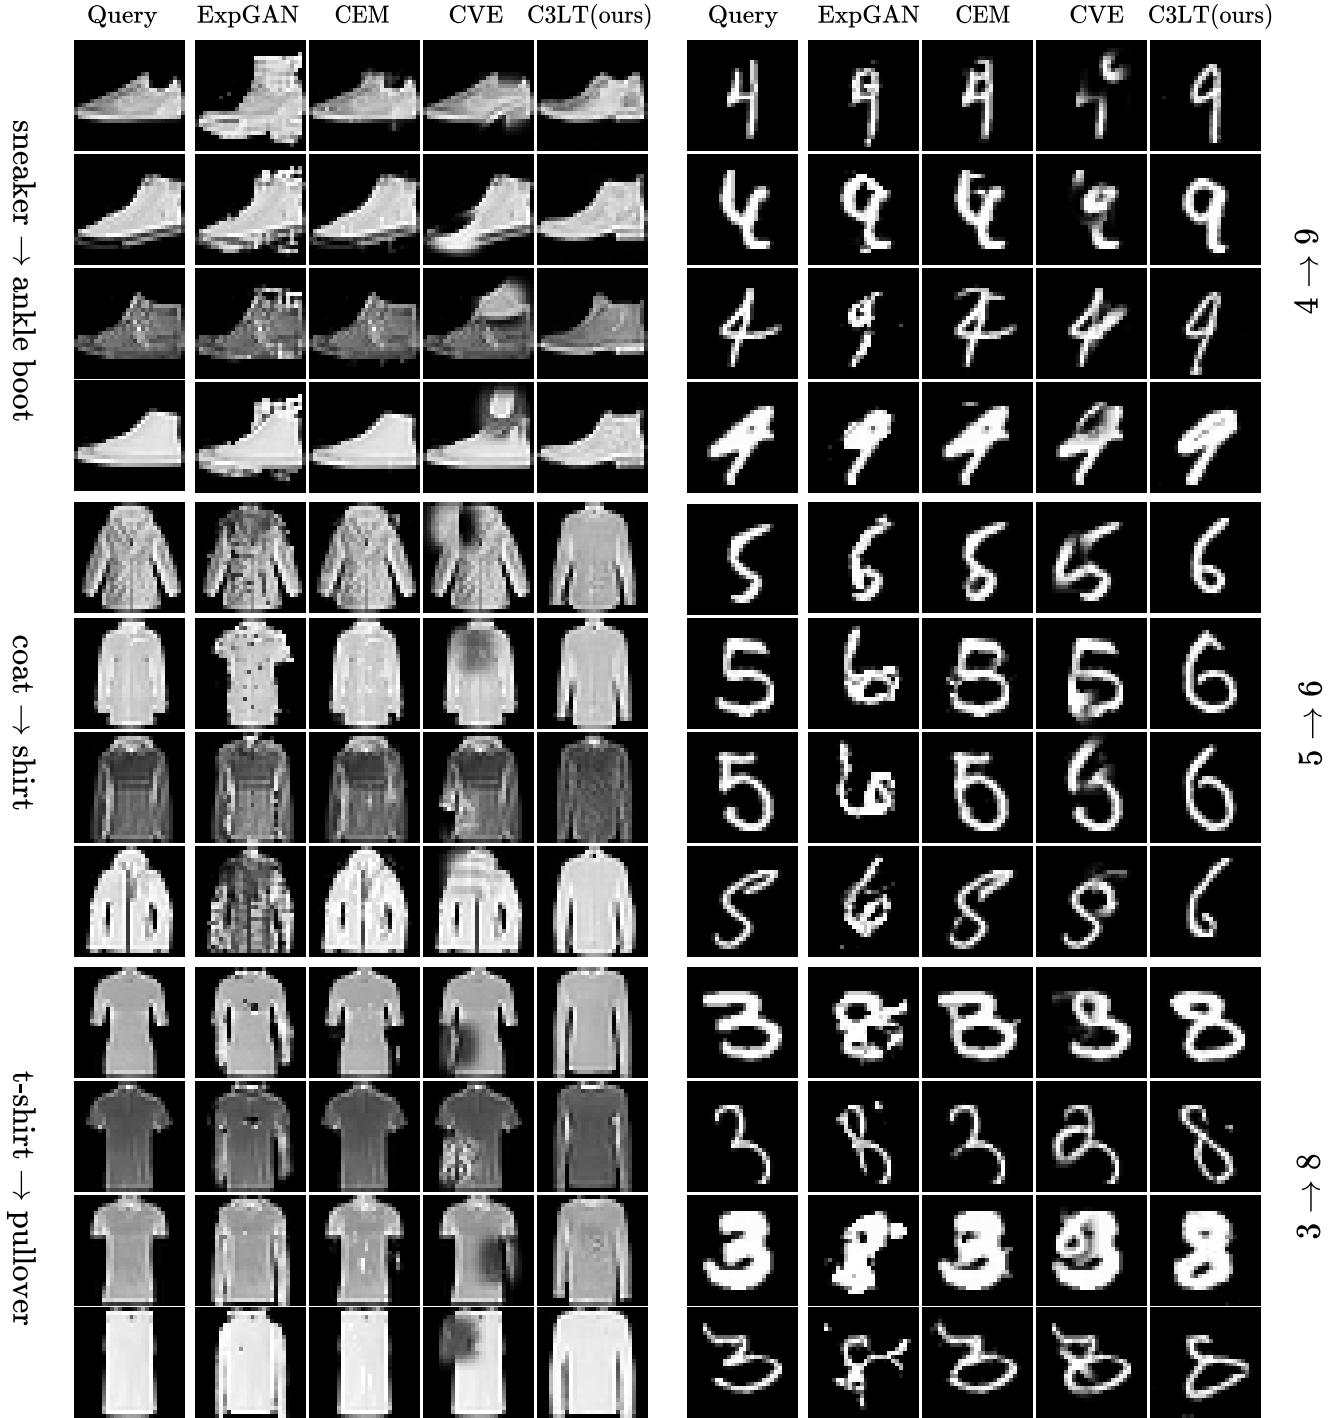 Query ExpGAN CEM CVE C3LT(ours) Query ExpGAN CEM CVE C3LT(ours)
sneaker → ankle boot
4 → 9
coat → shirt
5 → 6
t-shirt → pullover
3 → 8